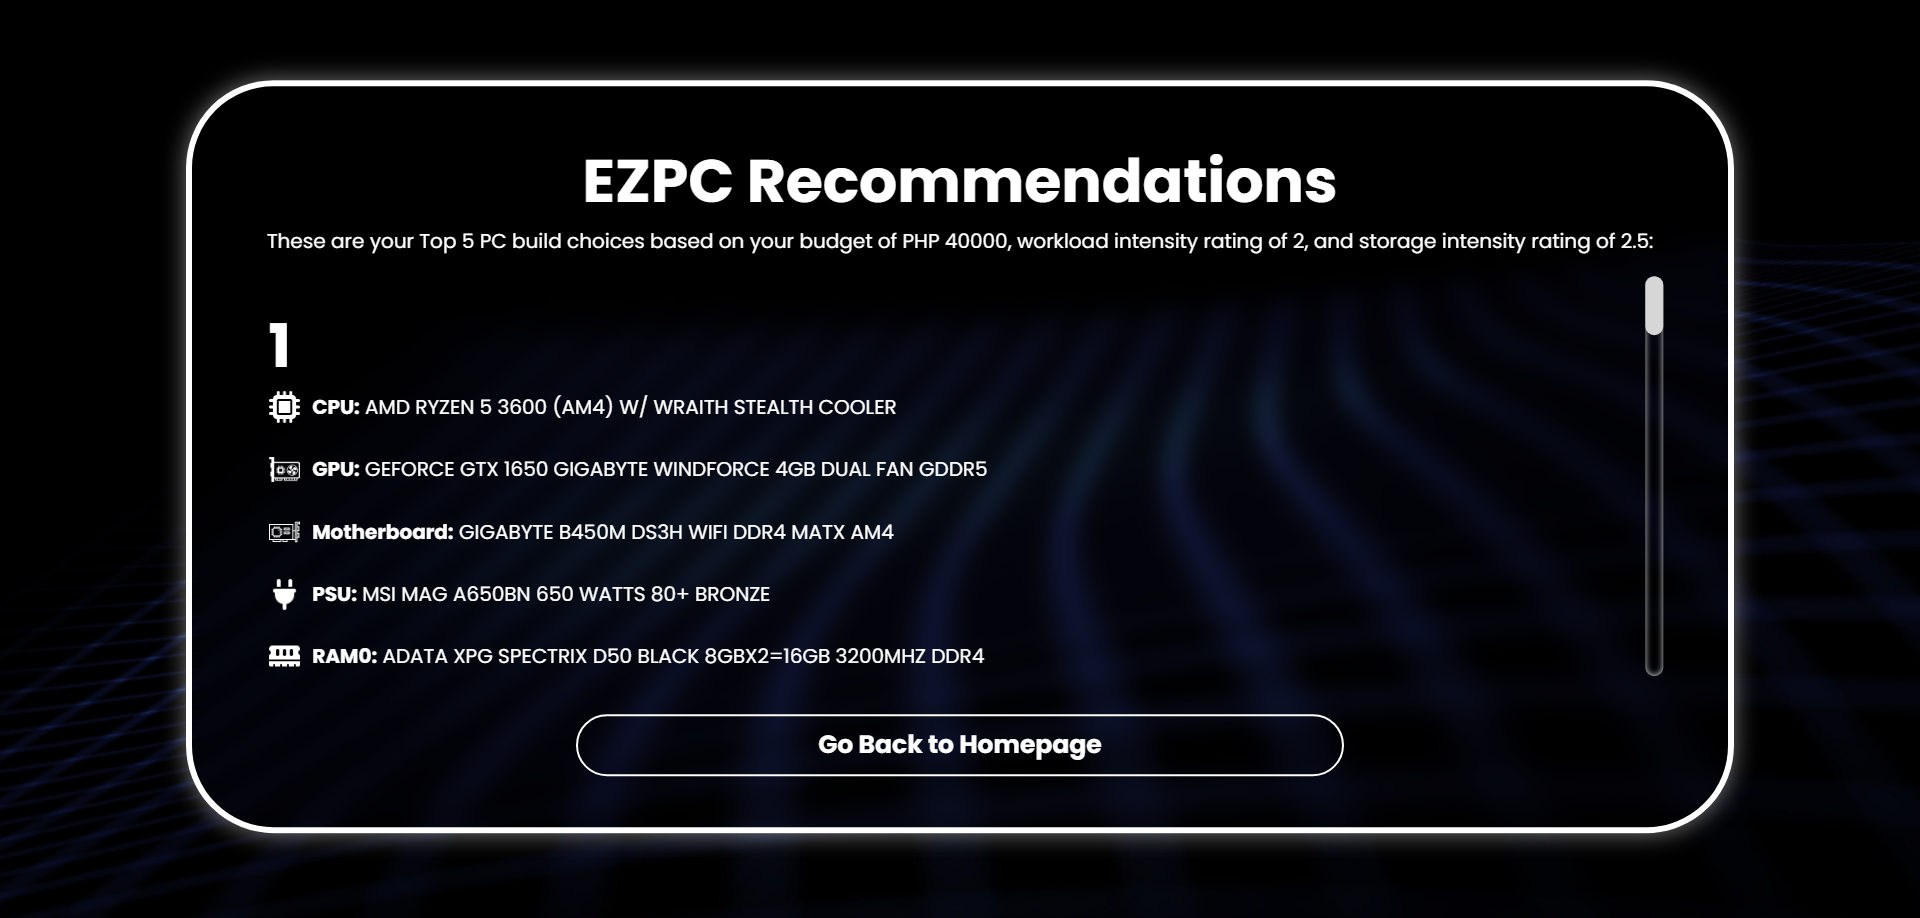 EZPC Recommendations
These are your Top 5 PC build choices based on your budget of PHP 40000, workload intensity rating of 2, and storage intensity rating of 2.5:
1
CPU: AMD RYZEN 5 3600 (AM4) W/ WRAITH STEALTH COOLER
GPU: GEFORCE GTX 1650 GIGABYTE WINDFORCE 4GB DUAL FAN GDDR5
Motherboard: GIGABYTE B450M DS3H WIFI DDR4 MATX AM4
PSU: MSI MAG A650BN 650 WATTS 80+ BRONZE
RAM0: ADATA XPG SPECTRIX D50 BLACK 8GBX2=16GB 3200MHZ DDR4
Go Back to Homepage